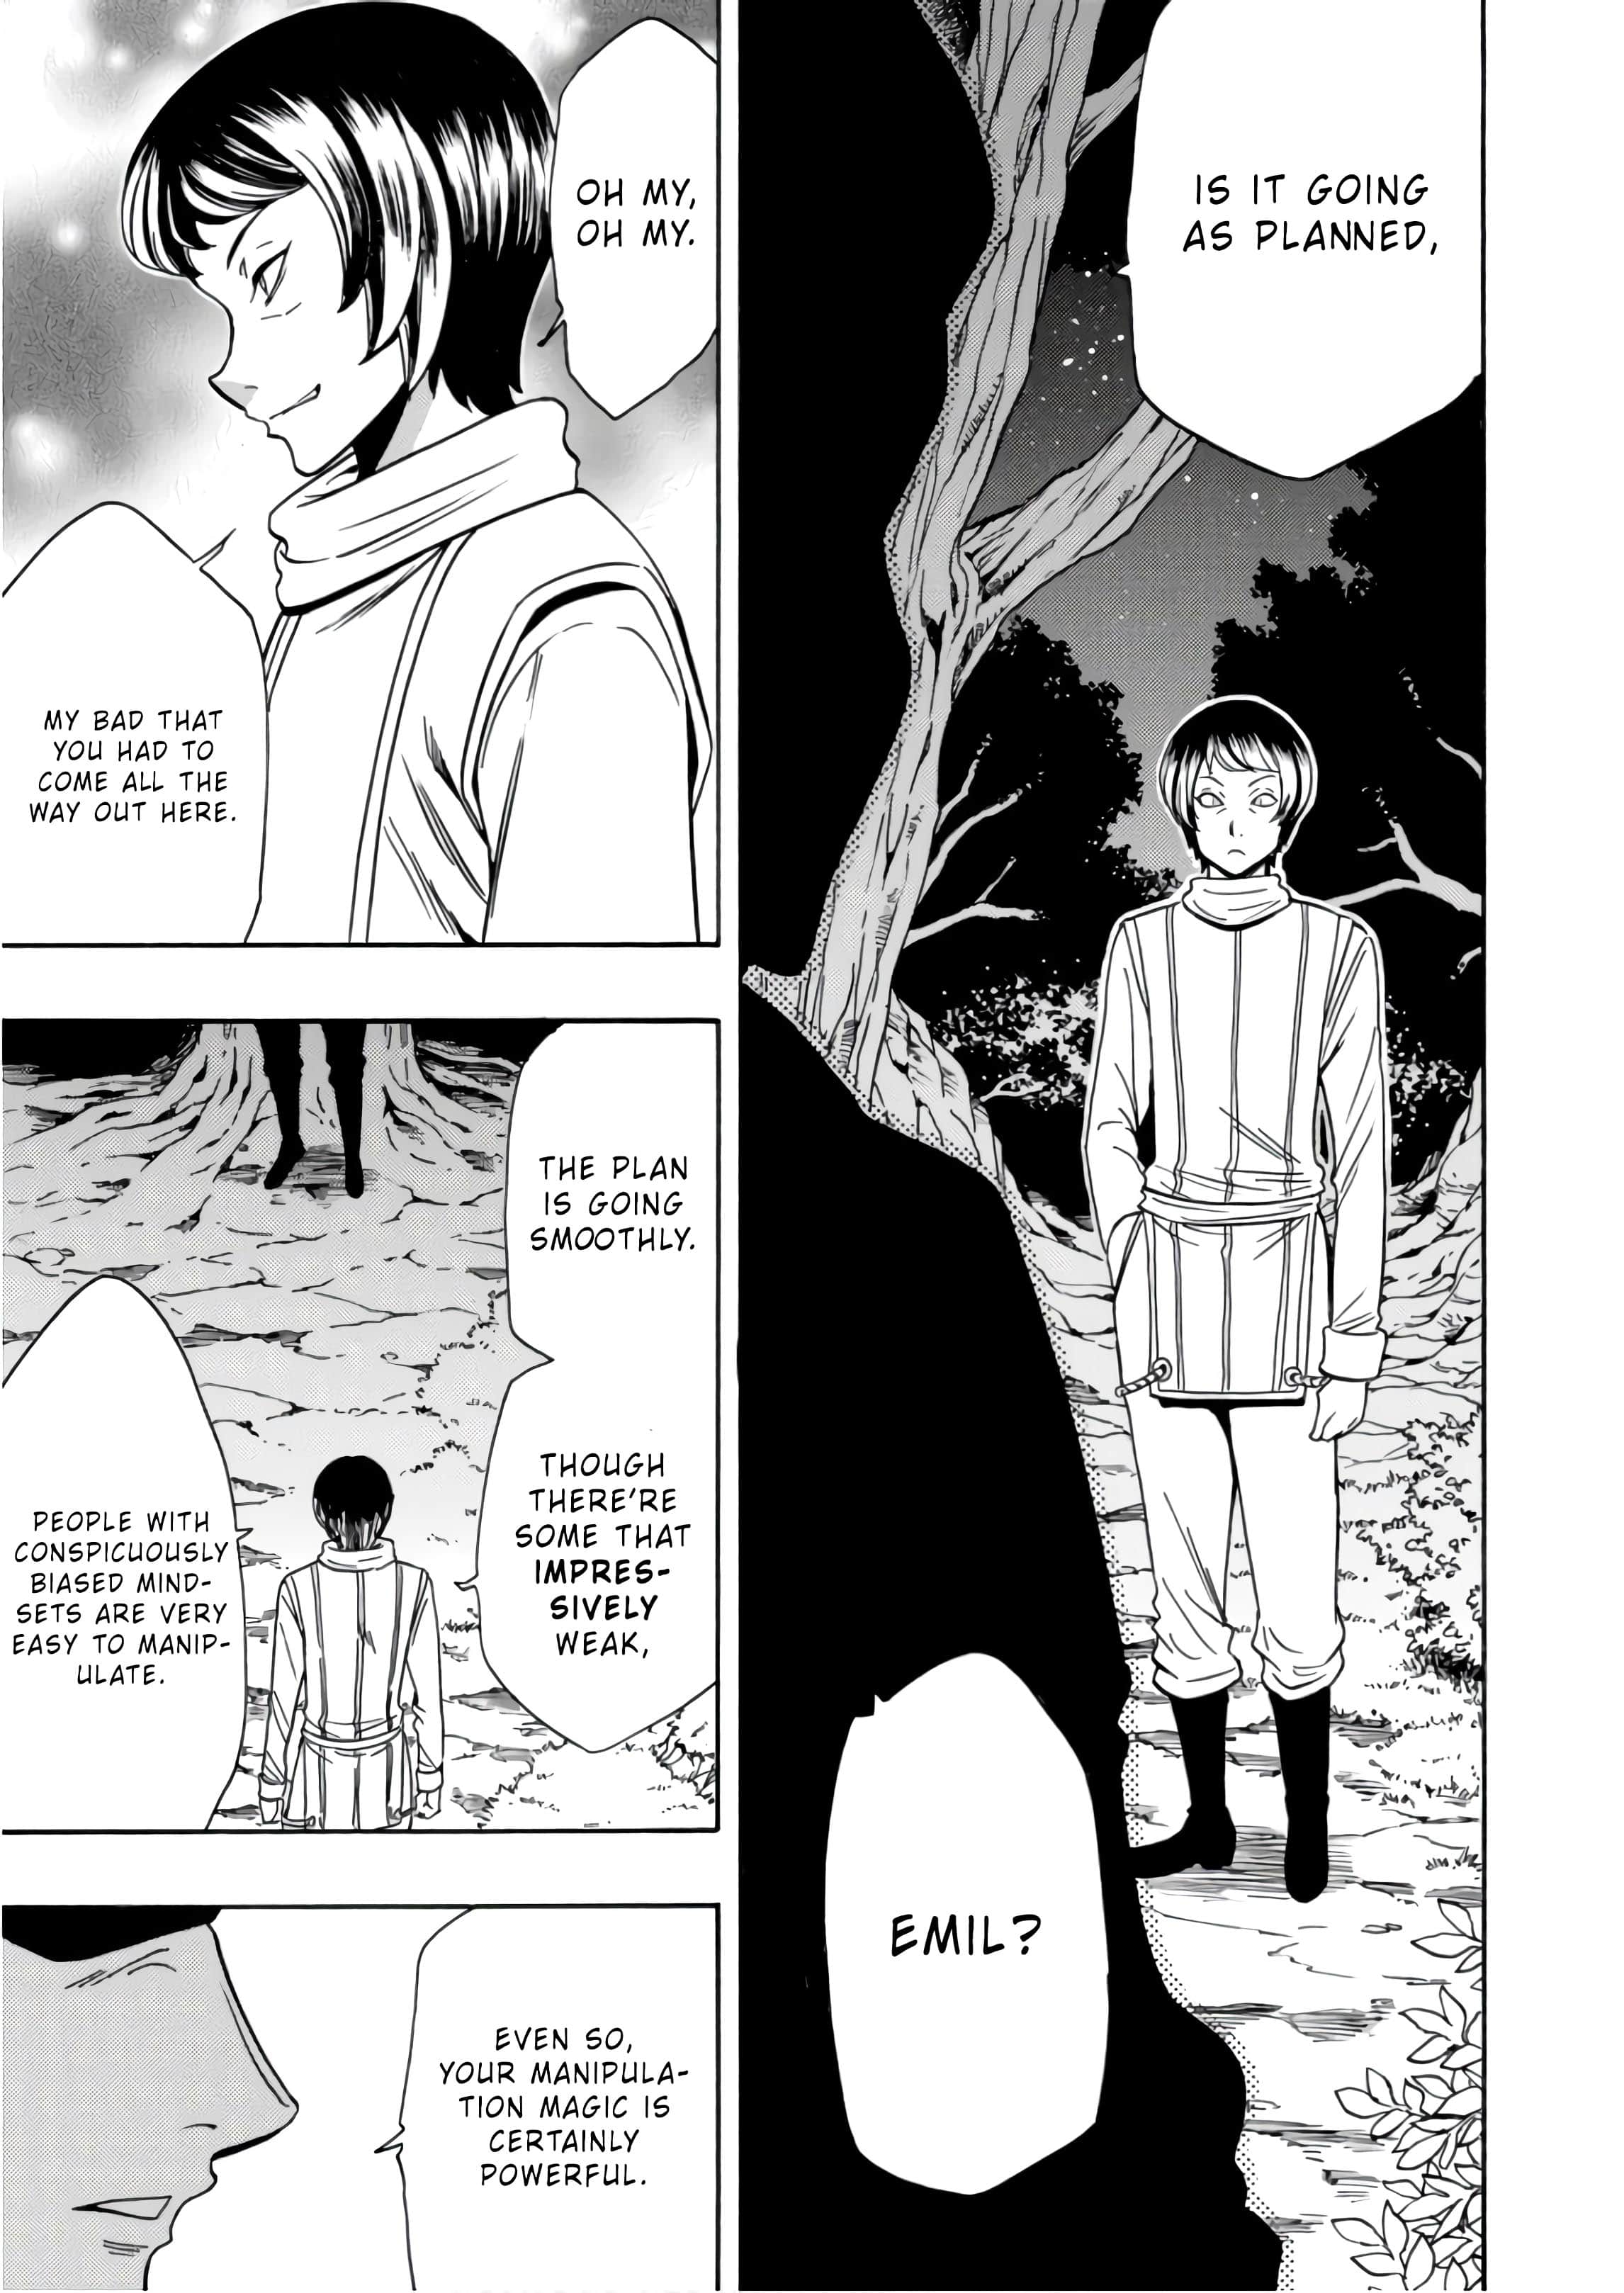 IS IT GOING
AS PLANNED,
EMIL?
OH MY,
OH MY.
MY BAD THAT
YOU HAD TO
COME ALL THE
WAY OUT HERE.
THE PLAN
IS GOING
SMOOTHLY.
THOUGH
THERE'RE
SOME THAT
IMPRES-
SIVELY
WEAK,
PEOPLE WITH
CONSPICUOUSLY
BIASED MIND-
SETS ARE VERY
EASY TO MANIP-
ULATE.
EVEN SO,
YOUR MANIPULA-
TION MAGIC IS
CERTAINLY
POWERFUL.